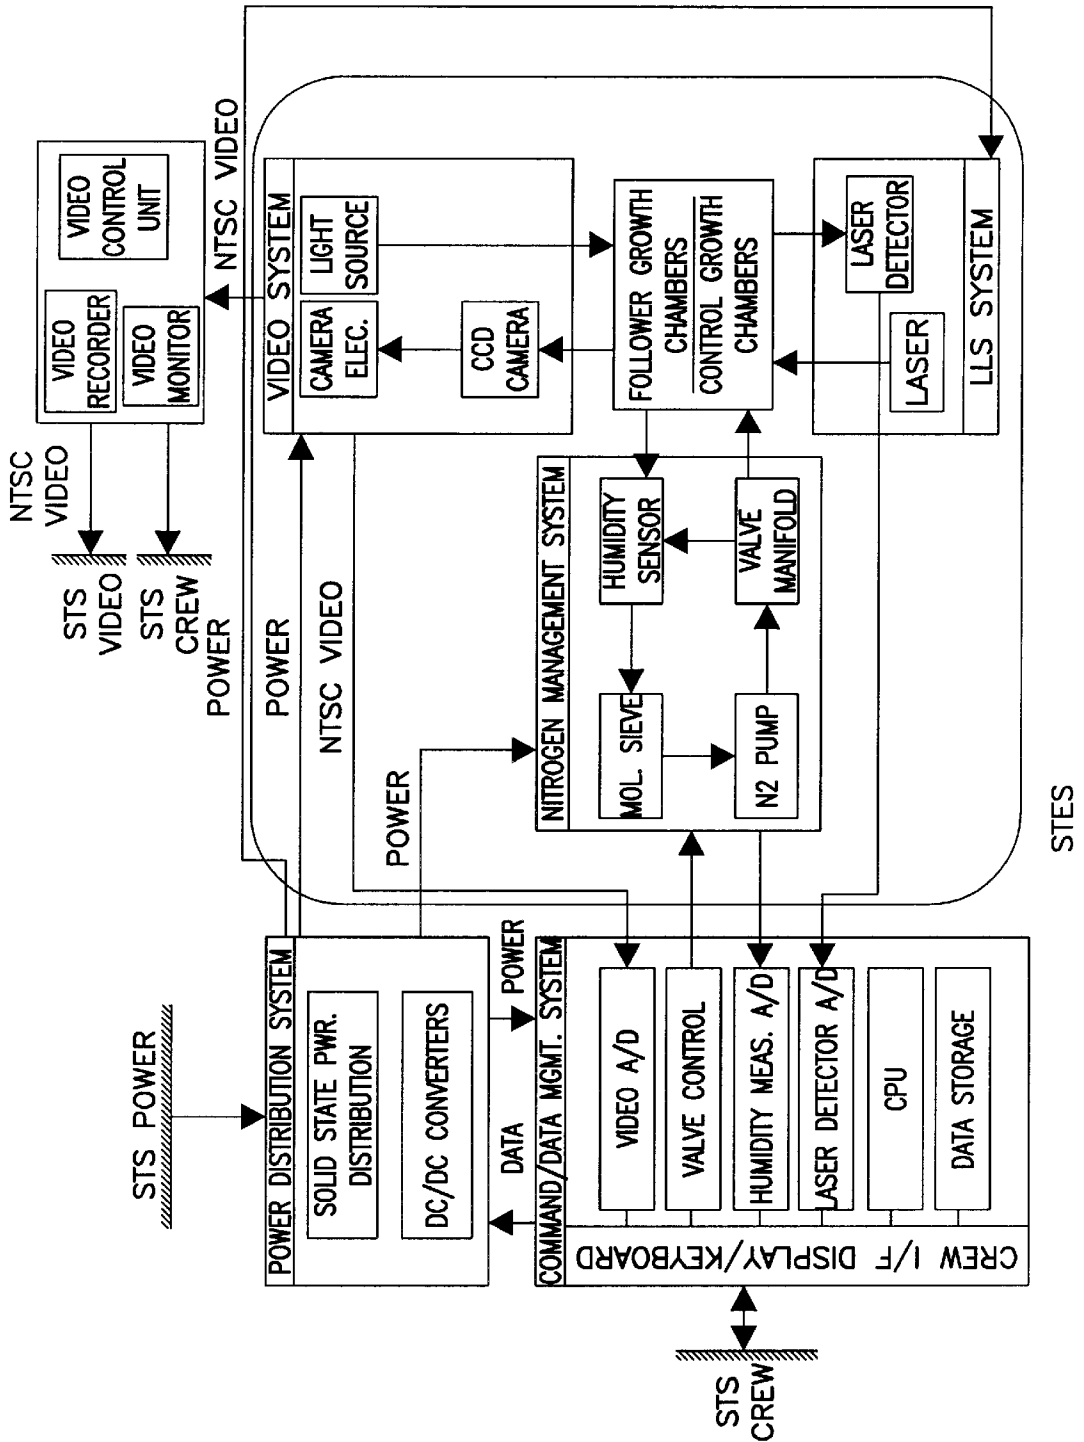 STS POWER
POWER DISTRIBUTION SYSTEM
SOLID STATE PWR.
DISTRIBUTION
DC/DC CONVERTERS
DATA
POWER
COMMAND/DATA MGMT. SYSTEM
CREW I/F DISPLAY/KEYBOARD
VIDEO A/D
VALVE CONTROL
HUMIDITY MEAS. A/D
LASER DETECTOR A/D
CPU
DATA STORAGE
STS
CREW
NTSC
VIDEO
STS
VIDEO
STS
CREW
POWER
POWER
NTSC VIDEO
POWER
VIDEO
RECORDER
VIDEO
MONITOR
VIDEO
CONTROL
UNIT
NTSC VIDEO
VIDEO SYSTEM
CAMERA
ELEC.
LIGHT
SOURCE
CCD
CAMERA
NITROGEN MANAGEMENT SYSTEM
MOL. SIEVE
HUMIDITY
SENSOR
N2 PUMP
VALVE
MANIFOLD
FOLLOWER GROWTH
CHAMBERS
CONTROL GROWTH
CHAMBERS
LASER
DETECTOR
LASER
LLS SYSTEM
STES